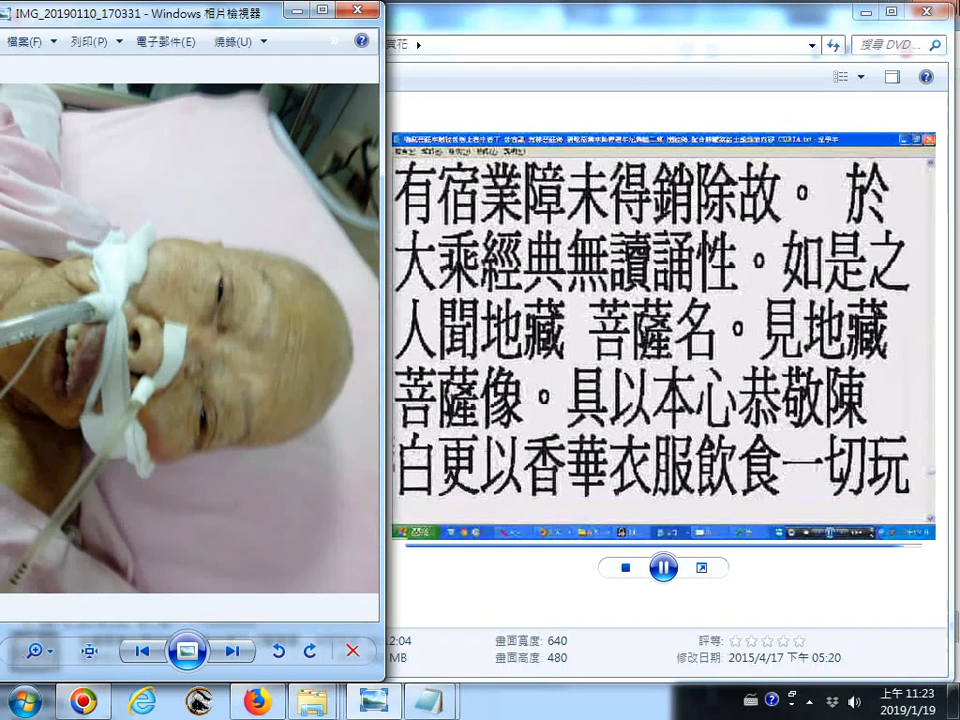 IMG_20190110_170331 - Windows 相片檢視器
檔案(F)
列印(P)
電子郵件(E)
燒錄(U)
»
搜尋 DVD ...
有宿業障未得銷除故。 於
大乘經典無讀誦性。如是之
人聞地藏 菩薩名。見地藏
菩薩像。具以本心恭敬陳
白更以香華衣服飲食一切玩
2:04
畫面寬度: 640
評等:
MB
畫面高度: 480
修改日期: 2015/4/17 下午 05:20
上午 11:23
2019/1/19